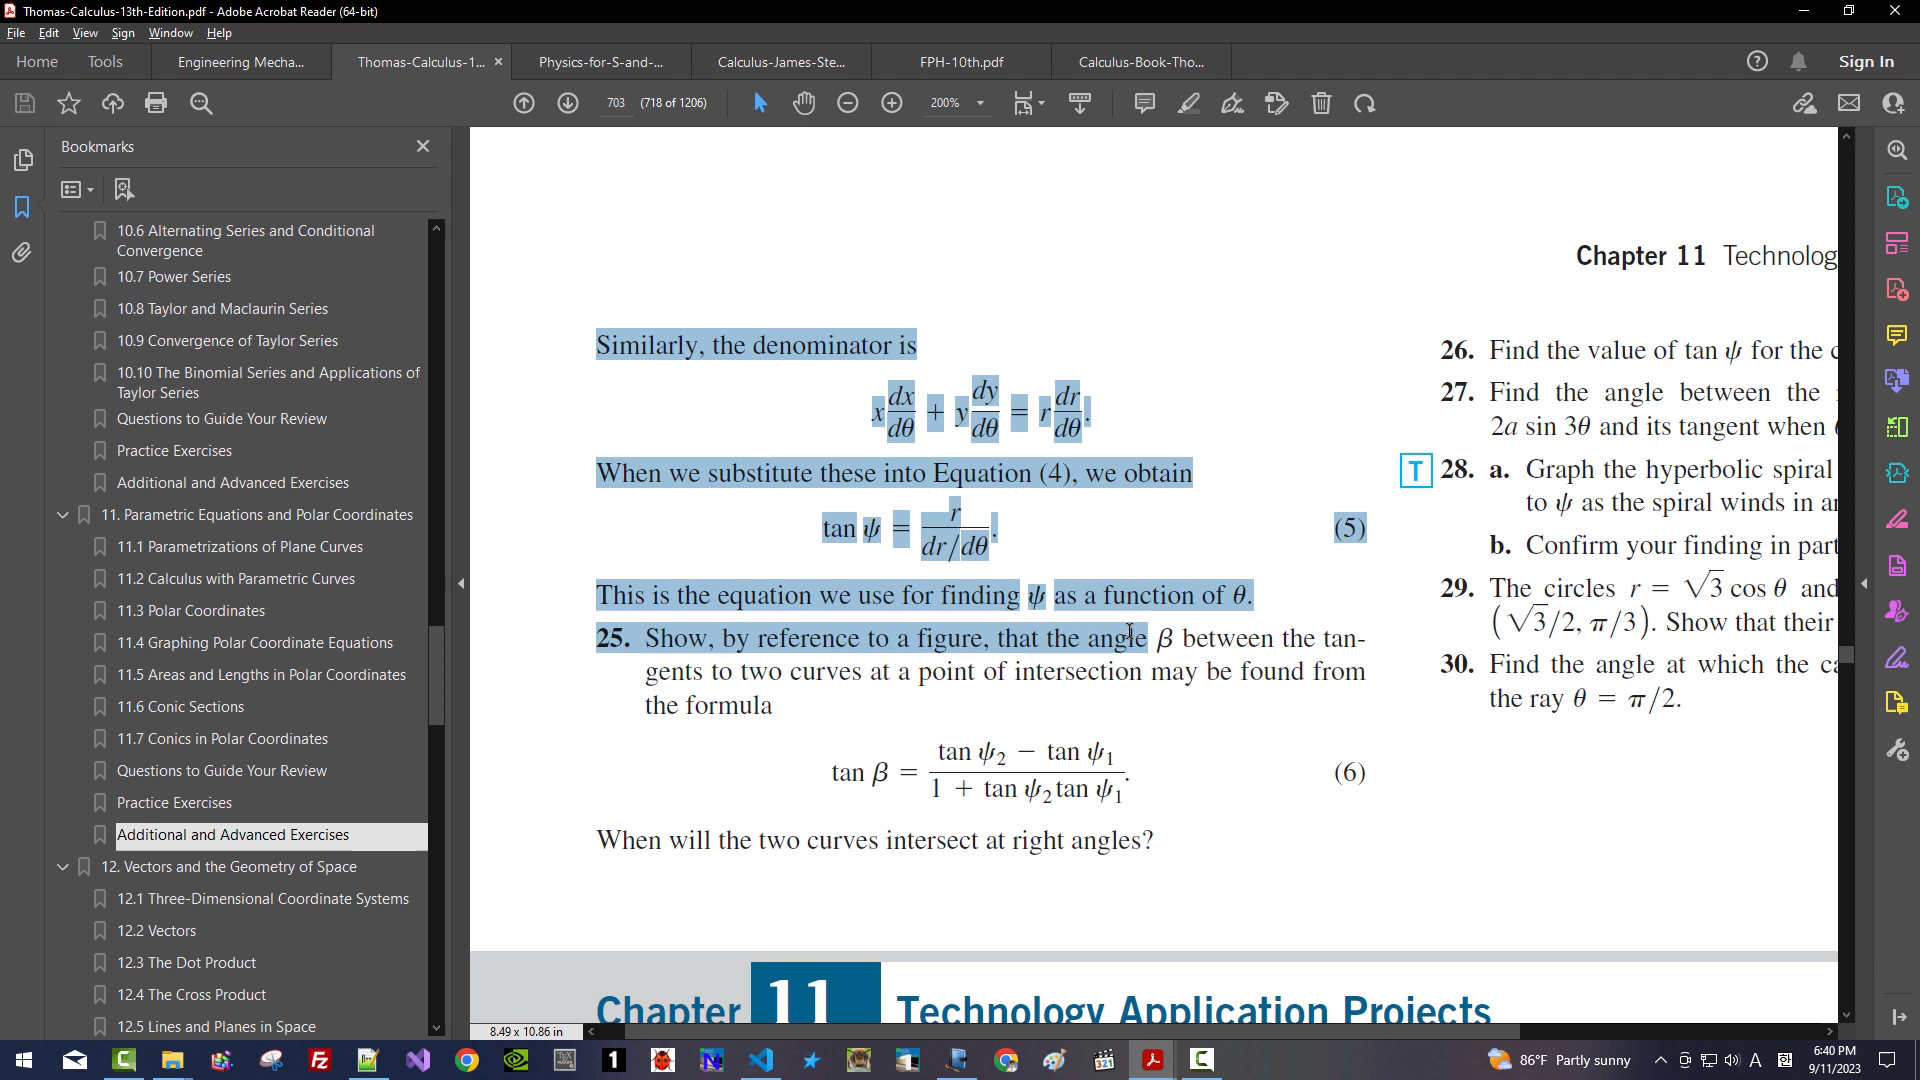 Thomas-Calculus-13th-Edition.pdf - Adobe Acrobat Reader (64-bit)
File Edit View Sign Window Help
Home Tools Engineering Mecha... Thomas-Calculus-1... Physics-for-S-and-... Calculus-James-Ste... FPH-10th.pdf Calculus-Book-Tho... Sign In
703 (718 of 1206) 200%
Bookmarks
10.6 Alternating Series and Conditional
Convergence
10.7 Power Series
10.8 Taylor and Maclaurin Series
10.9 Convergence of Taylor Series
10.10 The Binomial Series and Applications of
Taylor Series
Questions to Guide Your Review
Practice Exercises
Additional and Advanced Exercises
11. Parametric Equations and Polar Coordinates
11.1 Parametrizations of Plane Curves
11.2 Calculus with Parametric Curves
11.3 Polar Coordinates
11.4 Graphing Polar Coordinate Equations
11.5 Areas and Lengths in Polar Coordinates
11.6 Conic Sections
11.7 Conics in Polar Coordinates
Questions to Guide Your Review
Practice Exercises
Additional and Advanced Exercises
12. Vectors and the Geometry of Space
12.1 Three-Dimensional Coordinate Systems
12.2 Vectors
12.3 The Dot Product
12.4 The Cross Product
12.5 Lines and Planes in Space
Chapter 11 Technolog
Similarly, the denominator is
x dx/dθ + y dy/dθ = r dr/dθ.
When we substitute these into Equation (4), we obtain
tan ψ = r / (dr/dθ). (5)
This is the equation we use for finding ψ as a function of θ.
25. Show, by reference to a figure, that the angle β between the tan-
gents to two curves at a point of intersection may be found from
the formula
tan β = (tan ψ₂ − tan ψ₁) / (1 + tan ψ₂ tan ψ₁). (6)
When will the two curves intersect at right angles?
26. Find the value of tan ψ for the c
27. Find the angle between the
2a sin 3θ and its tangent when
T 28. a. Graph the hyperbolic spiral
to ψ as the spiral winds in ar
b. Confirm your finding in part
29. The circles r = √3 cos θ and
(√3/2, π/3). Show that their
30. Find the angle at which the ca
the ray θ = π/2.
Chapter 11 Technology Application Projects
8.49 x 10.86 in
86°F Partly sunny A 6:40 PM
9/11/2023